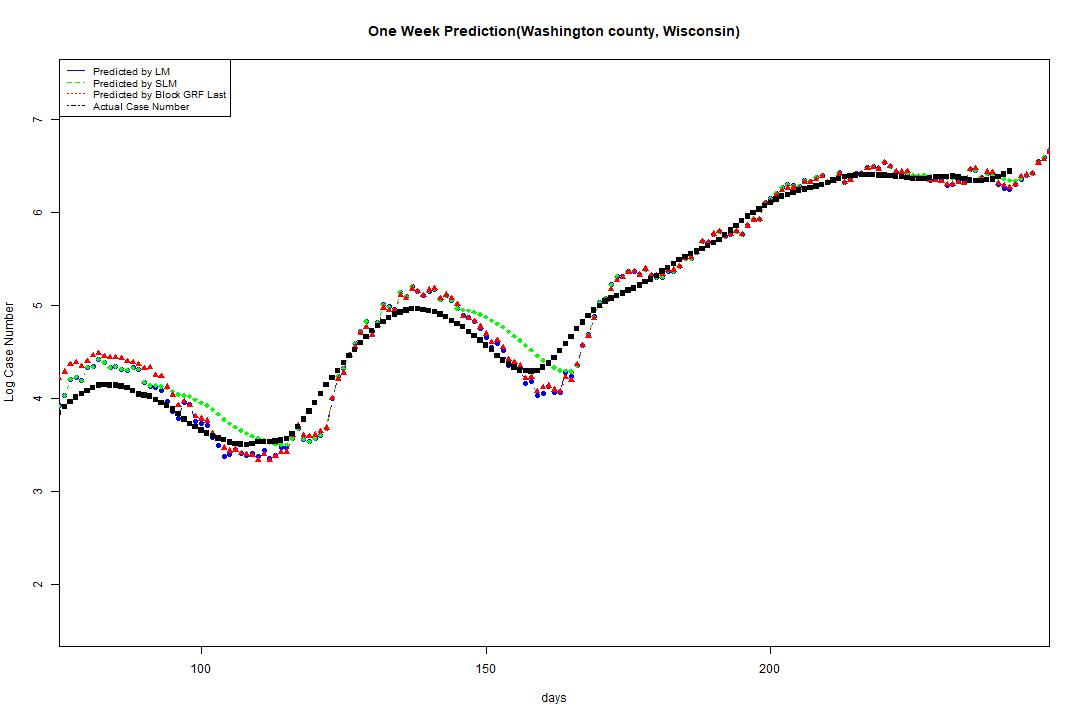 One Week Prediction(Washington county, Wisconsin)
Predicted by LM
Predicted by SLM
Predicted by Block GRF Last
Actual Case Number
7
6
5
4
3
2
Log Case Number
100 150 200
days